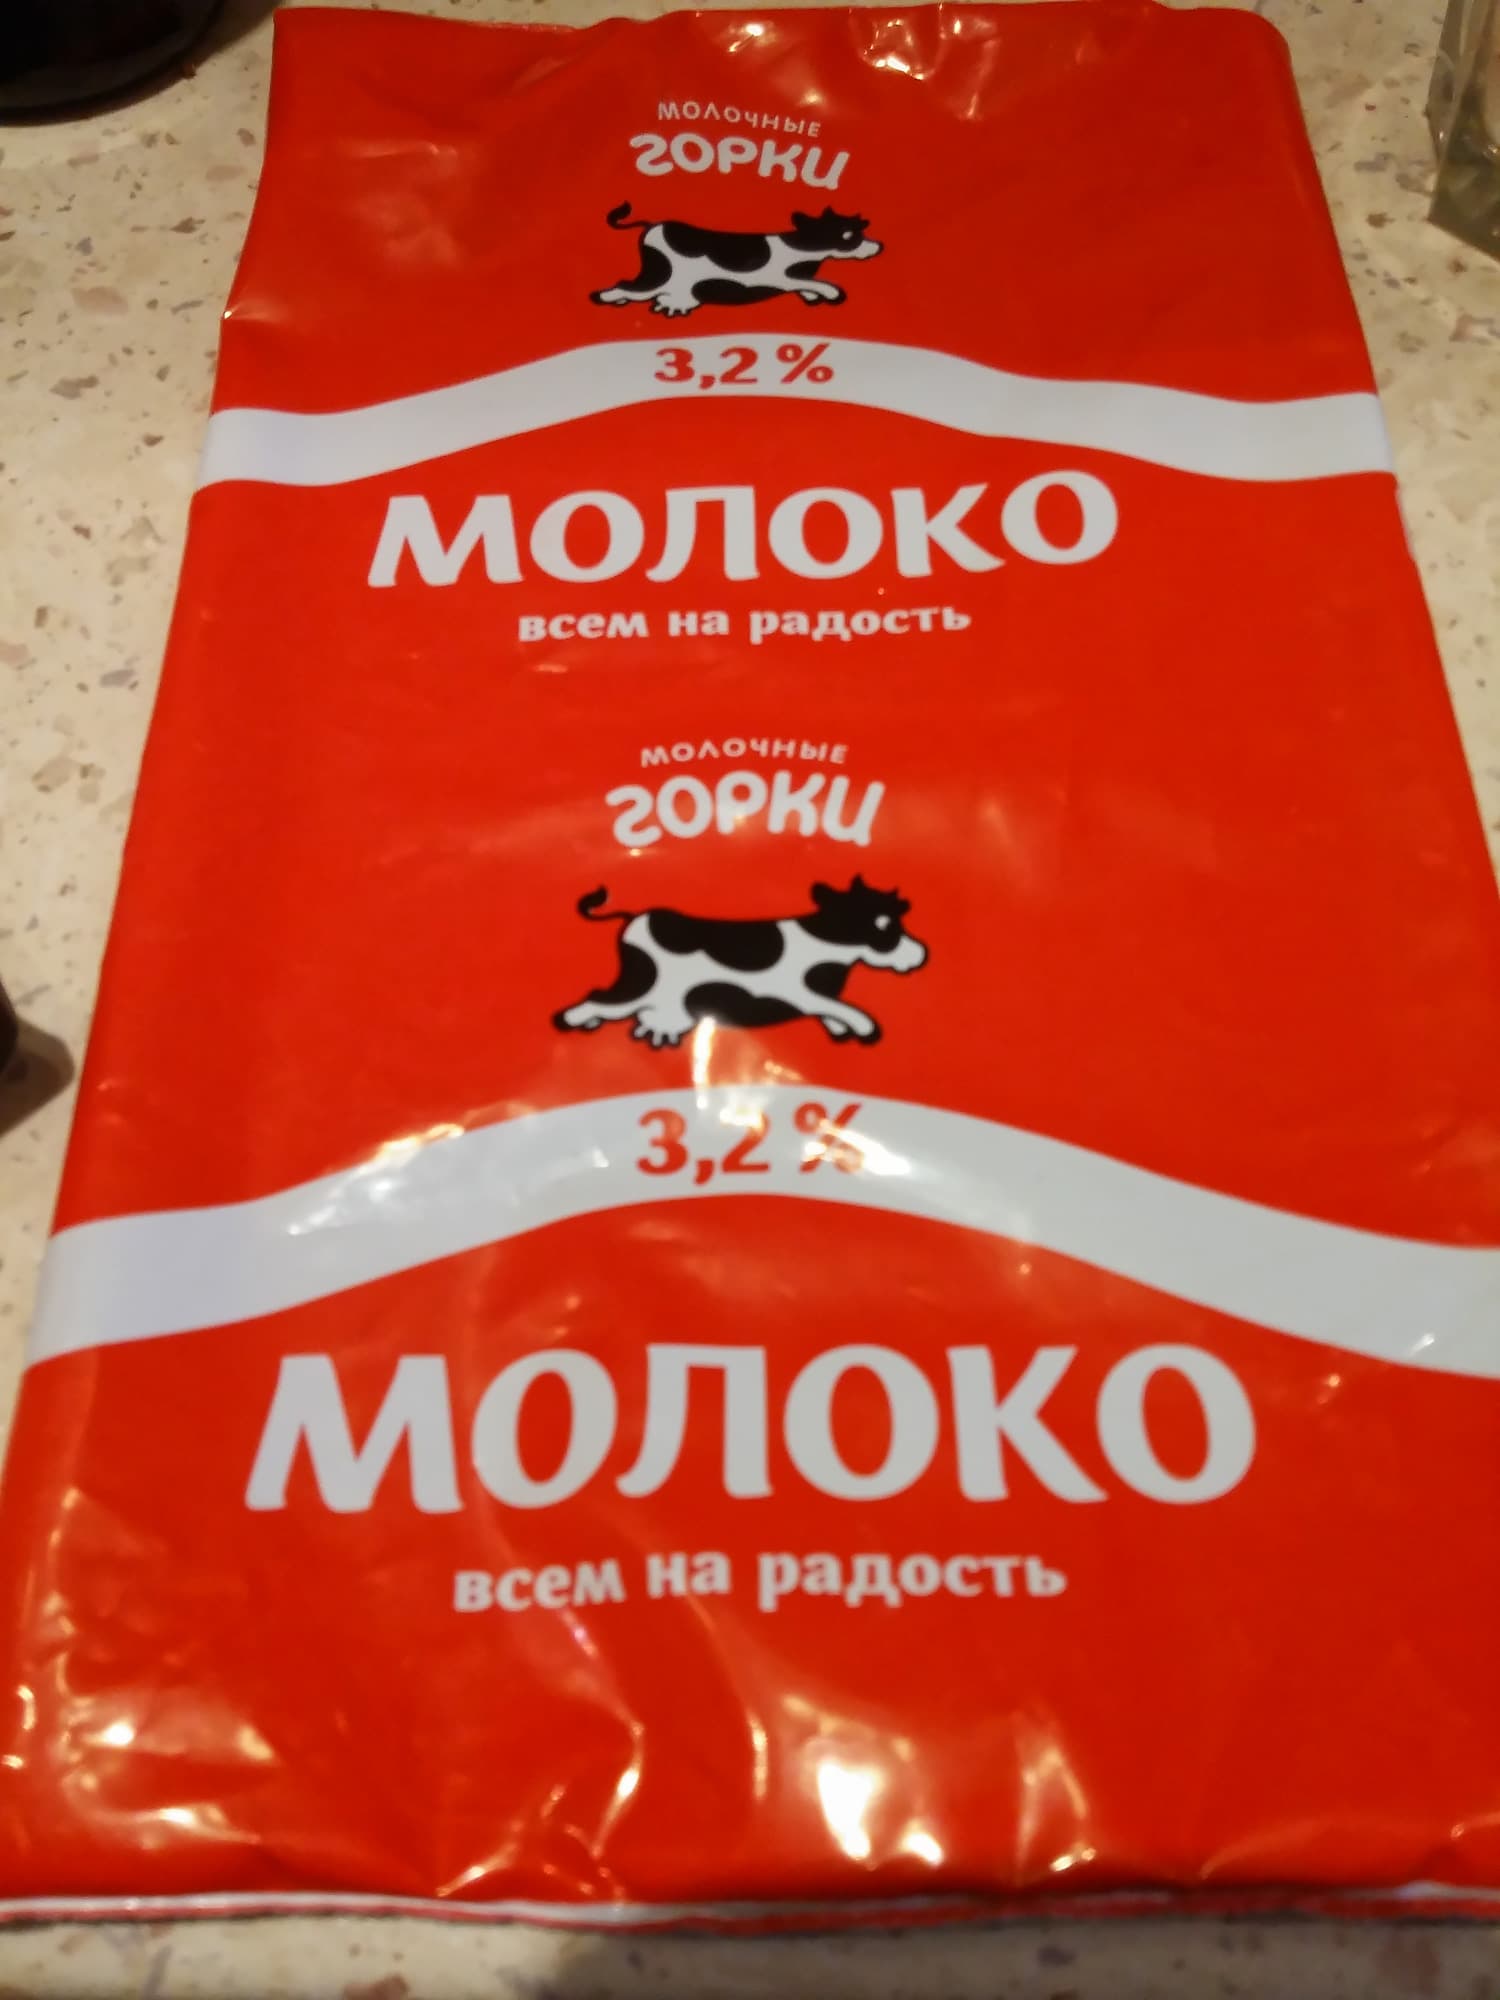 молочные
горки
3,2 %
молоко
всем на радость
молочные
горки
3,2 %
молоко
всем на радость